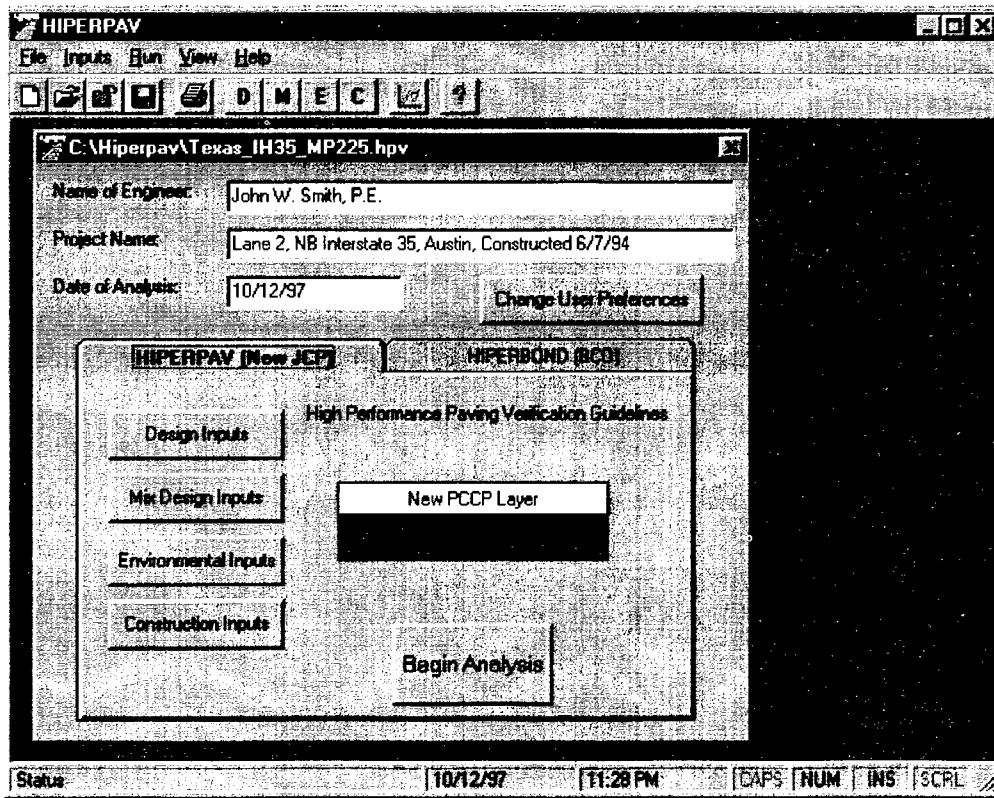 HIPERPAV
File Inputs Run View Help
D M E C ?
C:\Hiperpav\Texas_IH35_MP225.hpv
Name of Engineer: John W. Smith, P.E.
Project Name: Lane 2, NB Interstate 35, Austin, Constructed 6/7/94
Date of Analysis: 10/12/97
Change User Preferences
HIPERPAV (New JCP) HIPERBOND (BCO)
High Performance Paving Verification Guidelines
Design Inputs
Mix Design Inputs
New PCCP Layer
Environmental Inputs
Construction Inputs
Begin Analysis
Status 10/12/97 11:28 PM CAPS NUM INS SCRL